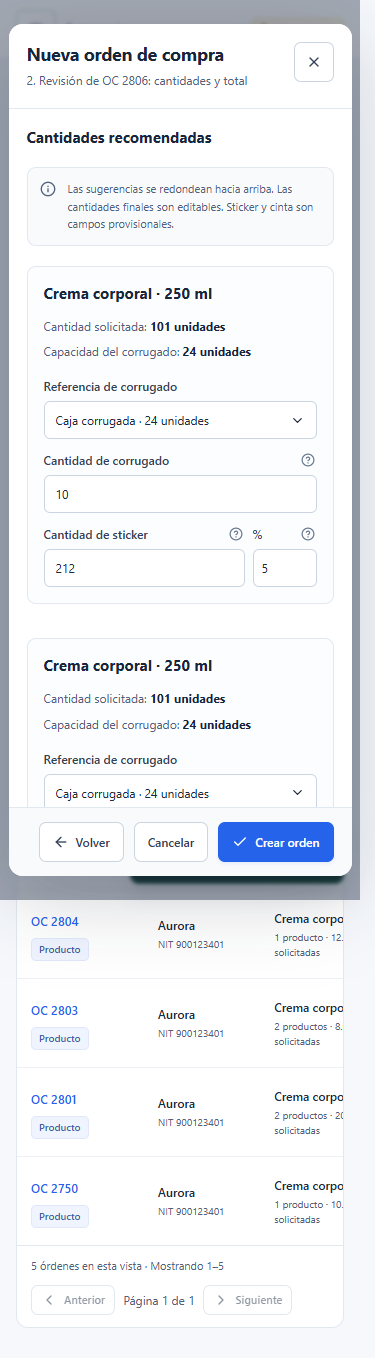 Nueva orden de compra
2. Revisión de OC 2806: cantidades y total
Cantidades recomendadas
Las sugerencias se redondean hacia arriba. Las
cantidades finales son editables. Sticker y cinta son
campos provisionales.
Crema corporal · 250 ml
Cantidad solicitada: 101 unidades
Capacidad del corrugado: 24 unidades
Referencia de corrugado
Caja corrugada · 24 unidades
Cantidad de corrugado
10
Cantidad de sticker %
212 5
Crema corporal · 250 ml
Cantidad solicitada: 101 unidades
Capacidad del corrugado: 24 unidades
Referencia de corrugado
Caja corrugada · 24 unidades
Volver Cancelar Crear orden
OC 2804 Aurora Crema corpo
Producto NIT 900123401 1 producto · 12.
solicitadas
OC 2803 Aurora Crema corpo
Producto NIT 900123401 2 productos · 8.
solicitadas
OC 2801 Aurora Crema corpo
Producto NIT 900123401 2 productos · 20
solicitadas
OC 2750 Aurora Crema corpo
Producto NIT 900123401 1 producto · 10.
solicitadas
5 órdenes en esta vista · Mostrando 1–5
Anterior Página 1 de 1 Siguiente